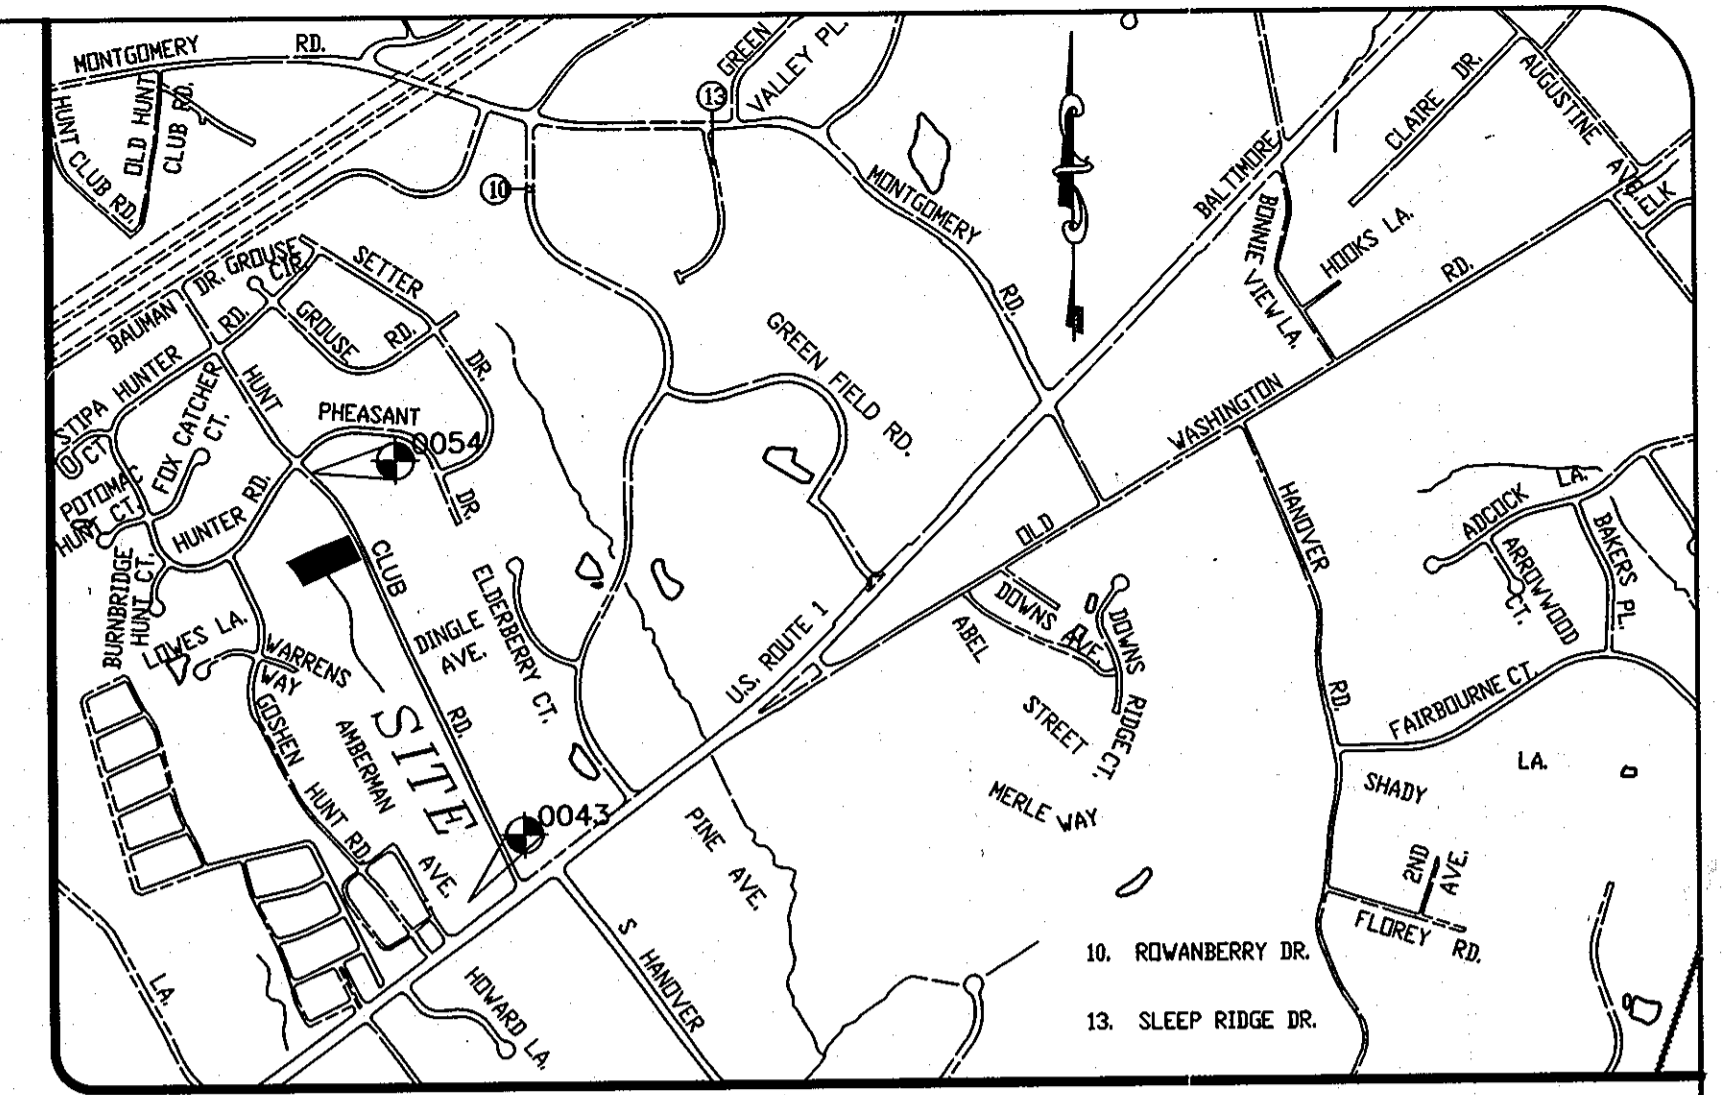 MONTGOMERY RD.
GREEN
VALLEY PL.
13
HUNT CLUB RD.
OLD HUNT
CLUB RD.
10
MONTGOMERY RD.
BALTIMORE
CLAIRE DR.
AUGUSTINE AVE
ELK
BONNIE VIEW LA.
HOOKS LA.
WASHINGTON RD.
OLD
BAUMAN DR.
GROUSE
CIR.
SETTER DR.
GROUSE RD.
STIPA
CT.
HUNTER RD.
FOX CATCHER
CT.
HUNT CLUB RD.
PHEASANT DR.
0054
GREEN FIELD RD.
POTOMAC
HUNT CT.
HUNTER RD.
BURNBRIDGE
HUNT CT.
LOWES LA.
WARRENS
WAY
GOSHEN HUNT RD.
AMBERMAN AVE.
SITE
DINGLE
AVE.
ELDERBERRY CT.
0043
U.S. ROUTE 1
HANOVER RD.
ADCOCK LA.
ARROWWOOD
CT.
BAKERS PL.
DOWNS AVE.
ABEL
STREET
DOWNS RIDGE CT.
MERLE WAY
FAIRBOURNE CT.
SHADY LA.
2ND
AVE.
FLOREY RD.
PINE AVE.
S HANOVER
HOWARD LA.
LA.
10. ROWANBERRY DR.
13. SLEEP RIDGE DR.